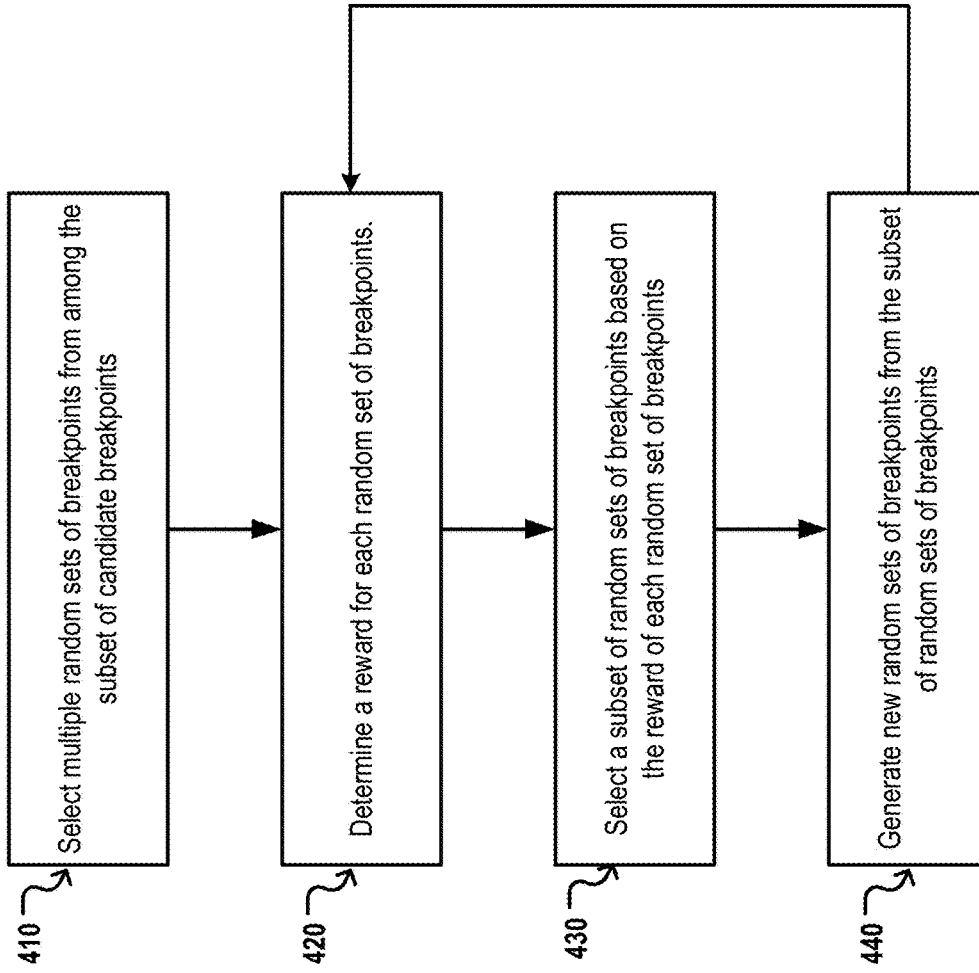 410
Select multiple random sets of breakpoints from among the
subset of candidate breakpoints
420
Determine a reward for each random set of breakpoints.
430
Select a subset of random sets of breakpoints based on
the reward of each random set of breakpoints
440
Generate new random sets of breakpoints from the subset
of random sets of breakpoints